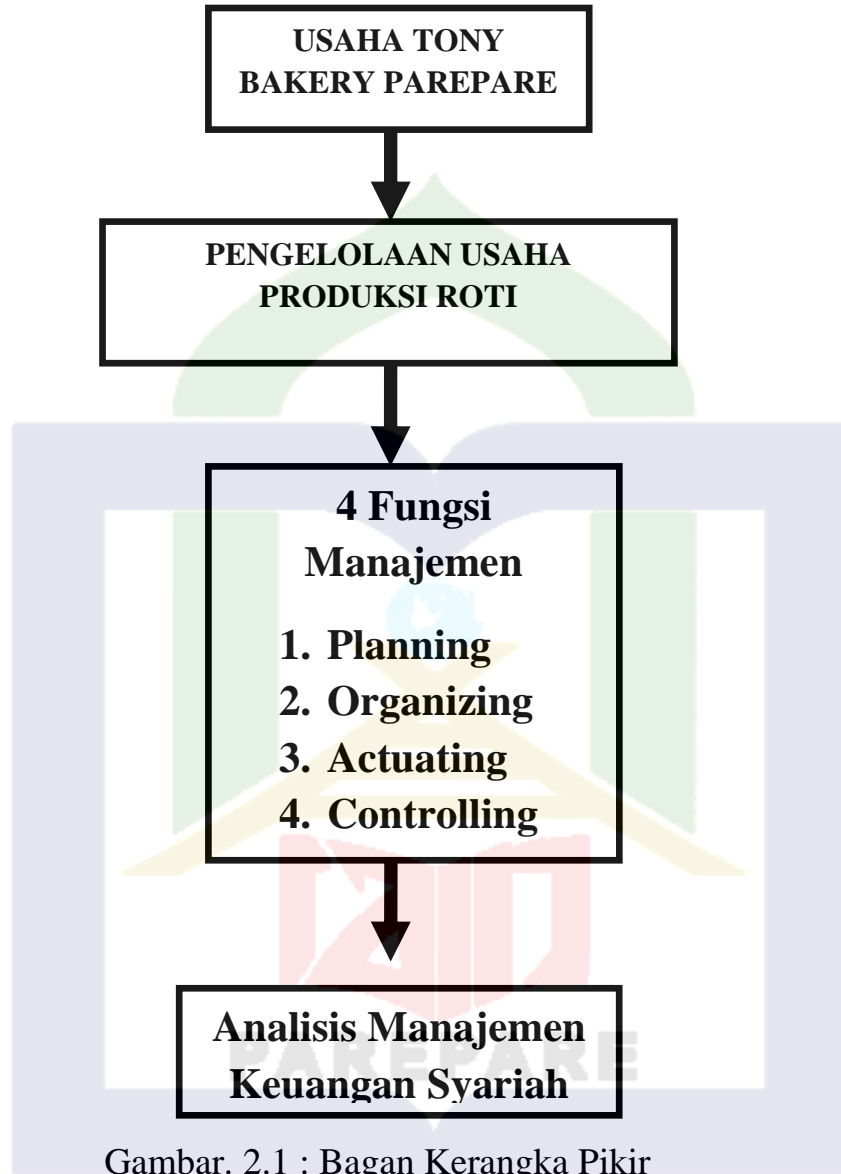 USAHA TONY
BAKERY PAREPARE
PENGELOLAAN USAHA
PRODUKSI ROTI
4 Fungsi
Manajemen
1. Planning
2. Organizing
3. Actuating
4. Controlling
Analisis Manajemen
Keuangan Syariah
PAREPARE
Gambar. 2.1 : Bagan Kerangka Pikir